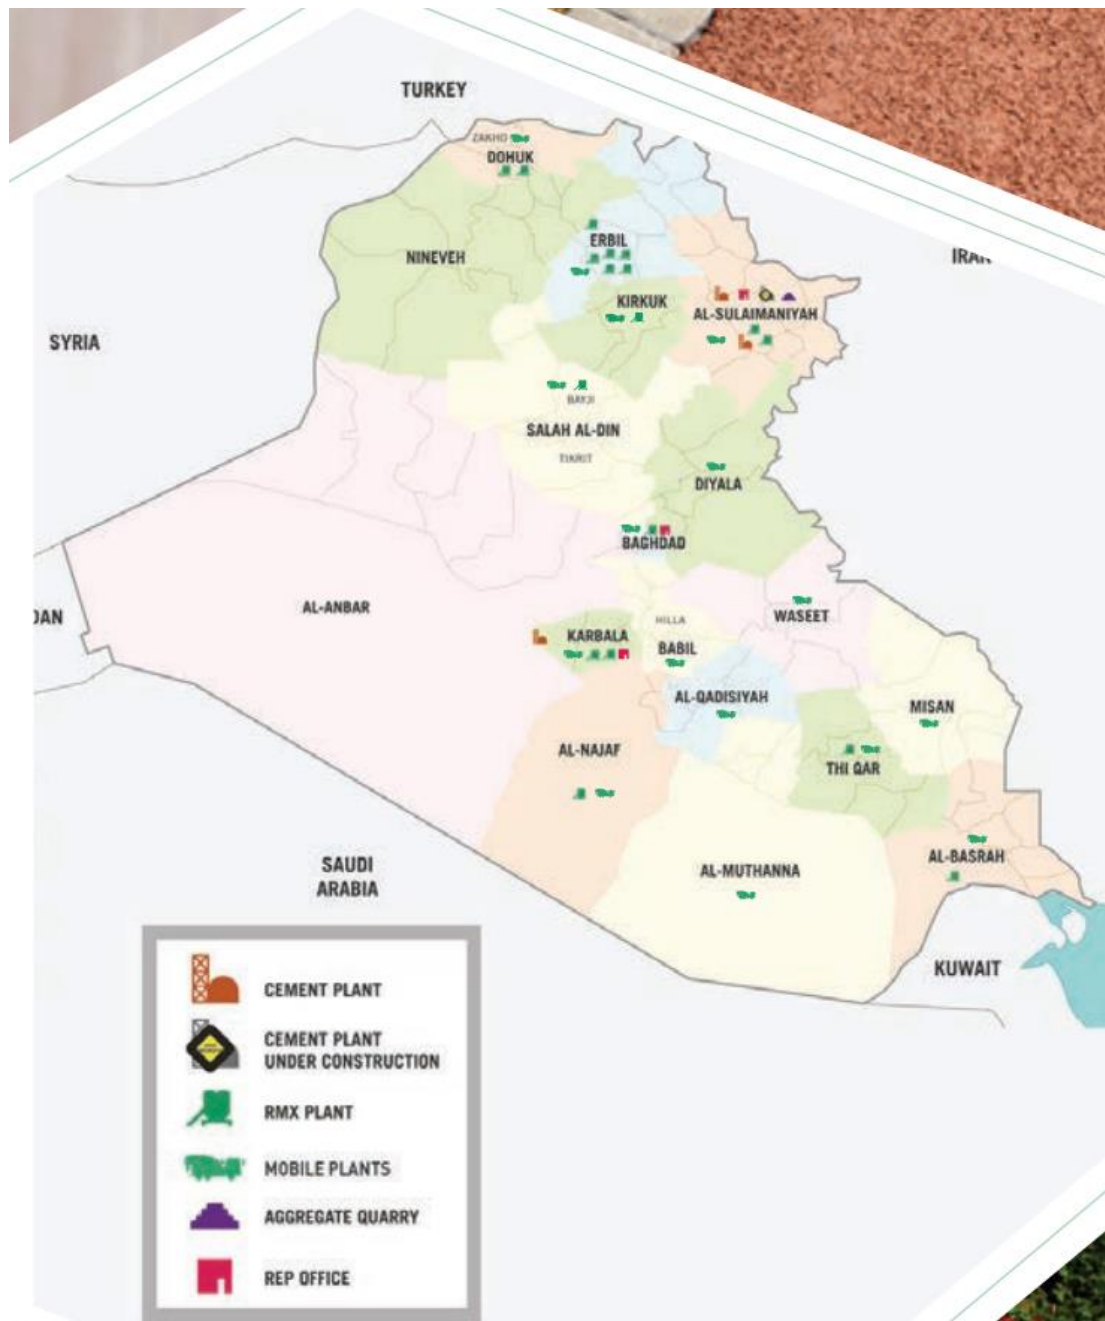 TURKEY
ZAKHO
DOHUK
NINEVEH
ERBIL
IRAN
KIRKUK
AL-SULAIMANIYAH
SYRIA
BAYJI
SALAH AL-DIN
TIKRIT
DIYALA
BAGHDAD
AL-ANBAR
DAN
WASEET
HILLA
KARBALA
BABIL
AL-QADISIYAH
MISAN
AL-NAJAF
THI QAR
AL-BASRAH
AL-MUTHANNA
SAUDI
ARABIA
KUWAIT
CEMENT PLANT
CEMENT PLANT
UNDER CONSTRUCTION
RMX PLANT
MOBILE PLANTS
AGGREGATE QUARRY
REP OFFICE